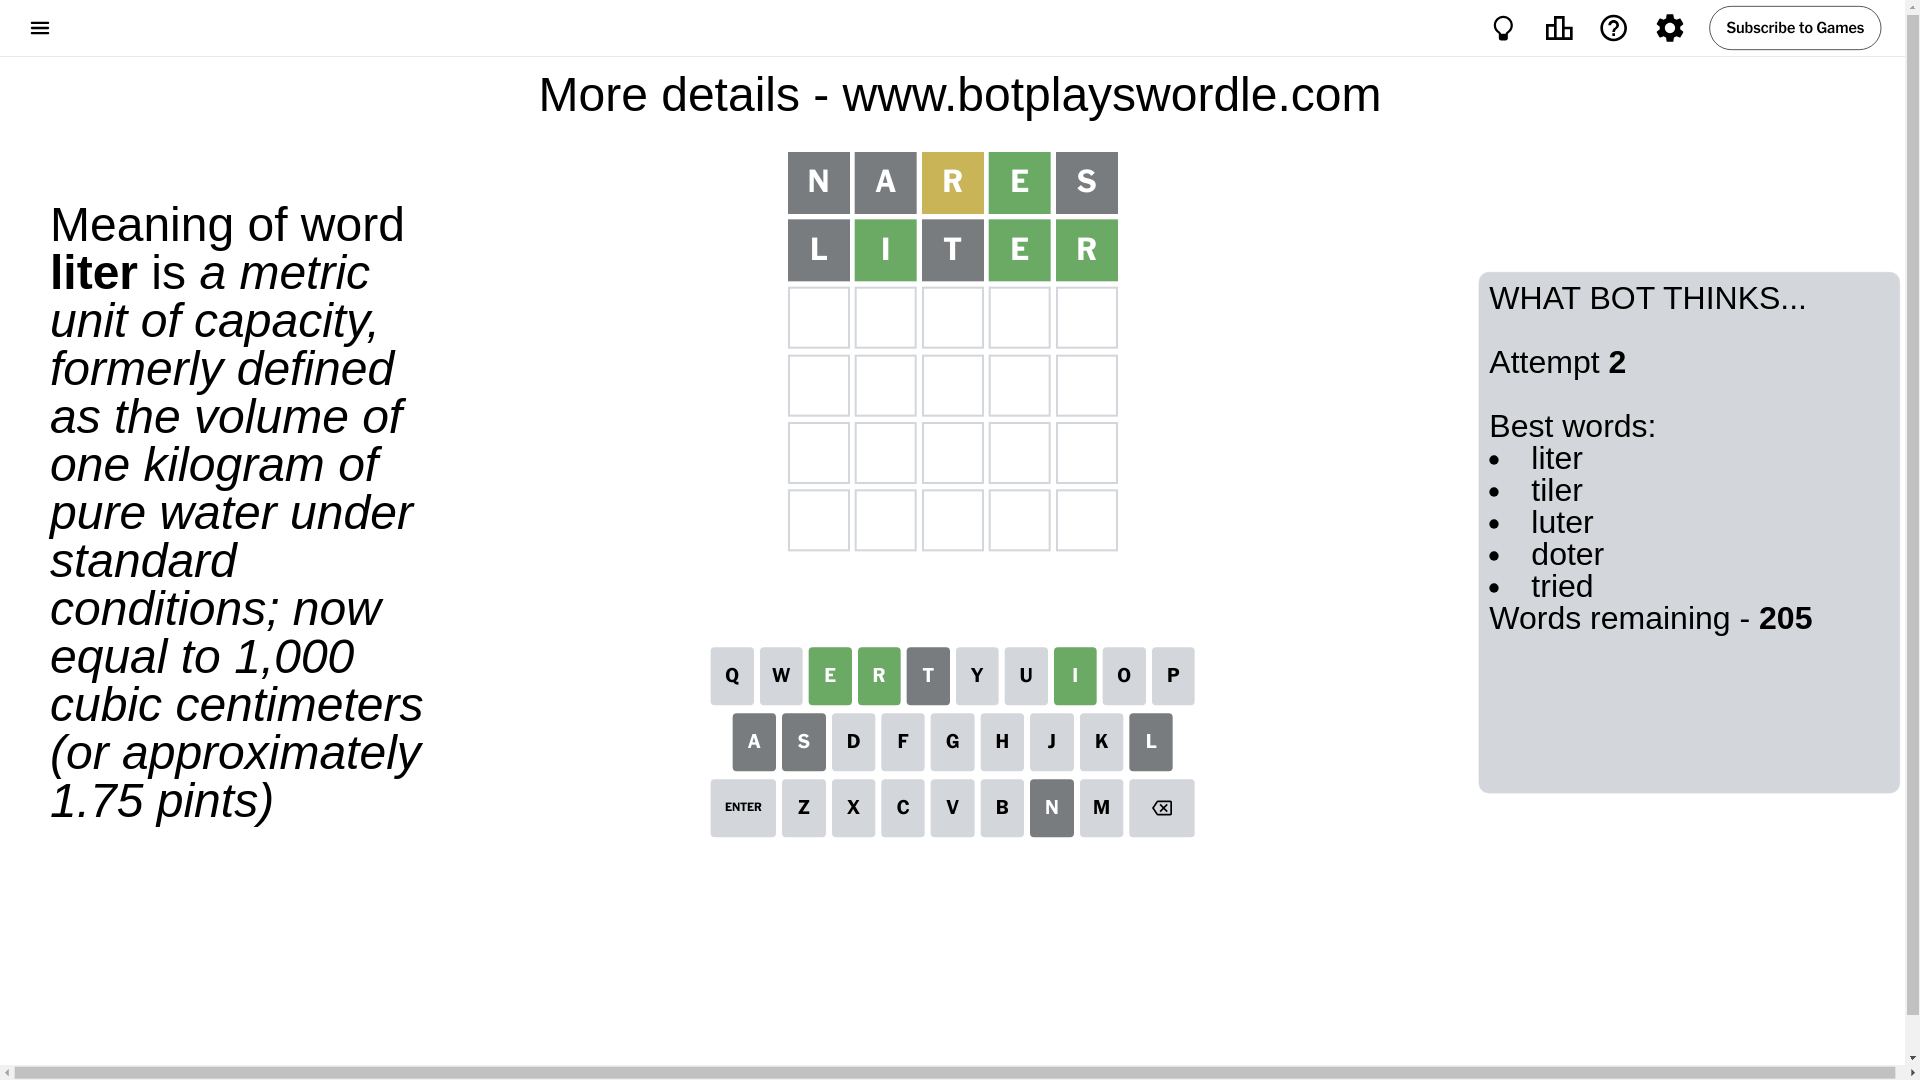 Subscribe to Games
More details - www.botplayswordle.com
Meaning of word
liter is a metric
unit of capacity,
formerly defined
as the volume of
one kilogram of
pure water under
standard
conditions; now
equal to 1,000
cubic centimeters
(or approximately
1.75 pints)
N A R E S
L I T E R
Q W E R T Y U I O P
A S D F G H J K L
ENTER Z X C V B N M
WHAT BOT THINKS...
Attempt 2
Best words:
• liter
• tiler
• luter
• doter
• tried
Words remaining - 205